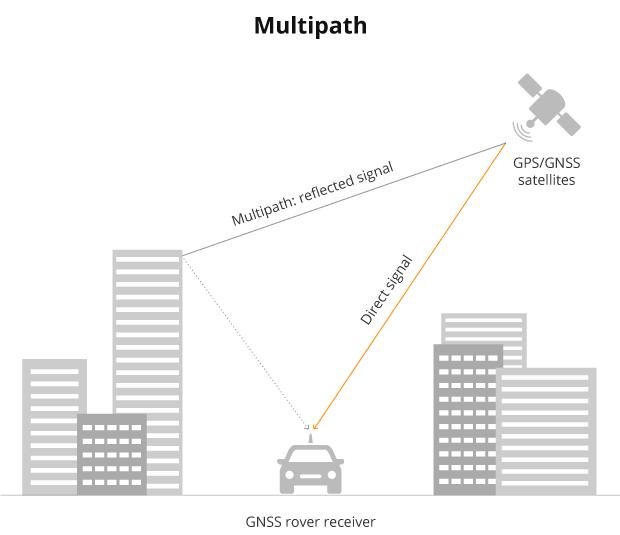 Multipath
GPS/GNSS
satellites
Multipath: reflected signal
Direct signal
GNSS rover receiver